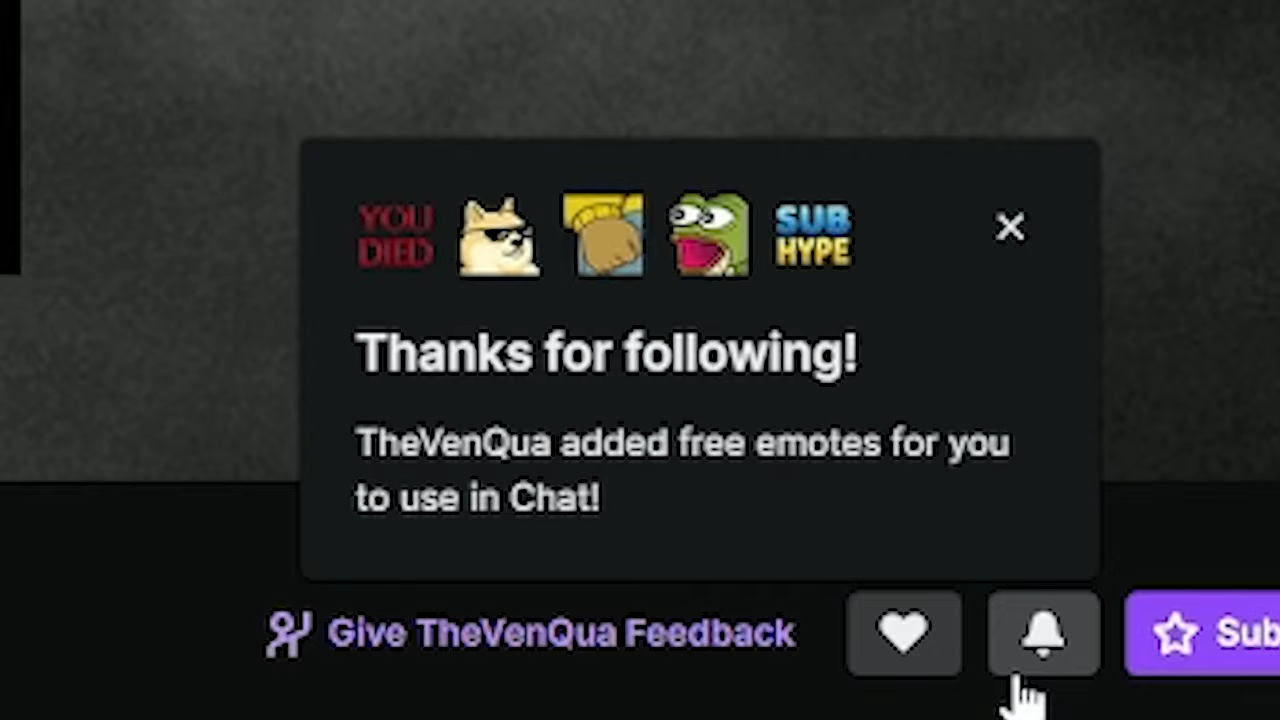 YOU
DIED
SUB
HYPE
Thanks for following!
TheVenQua added free emotes for you
to use in Chat!
Give TheVenQua Feedback
Sub